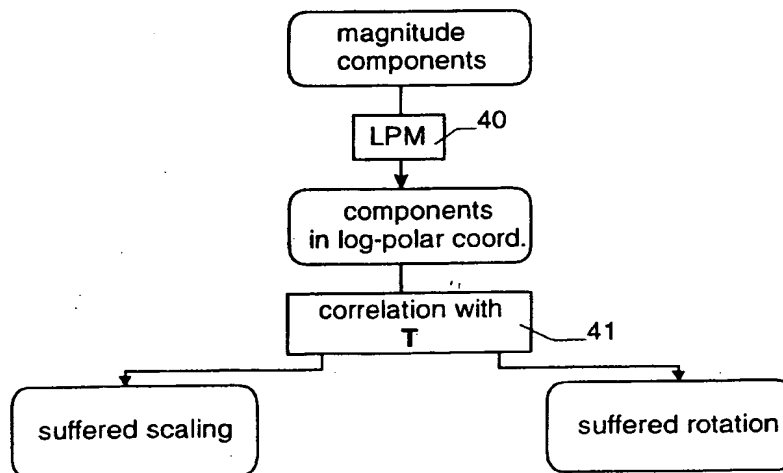 magnitude
components
LPM
40
components
in log-polar coord.
correlation with
T
41
suffered scaling
suffered rotation